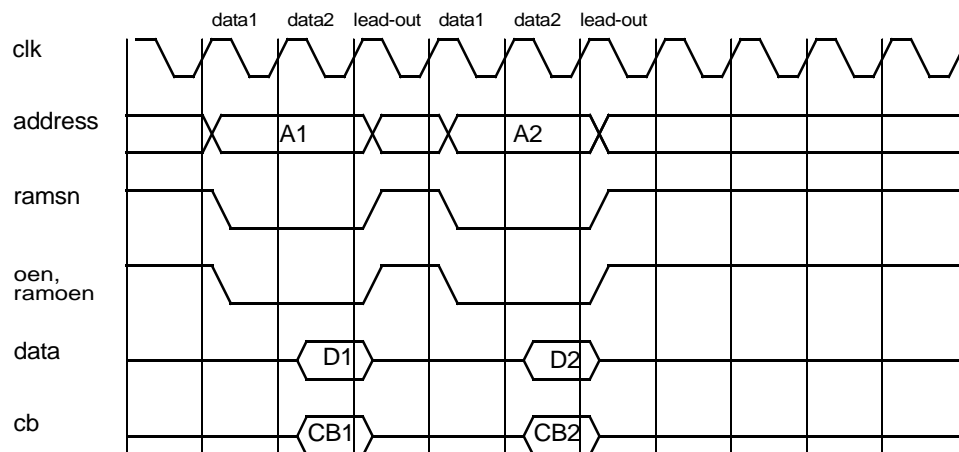 data1 data2 lead-out data1 data2 lead-out
clk
address A1 A2
ramsn
oen,
ramoen
data D1 D2
cb CB1 CB2